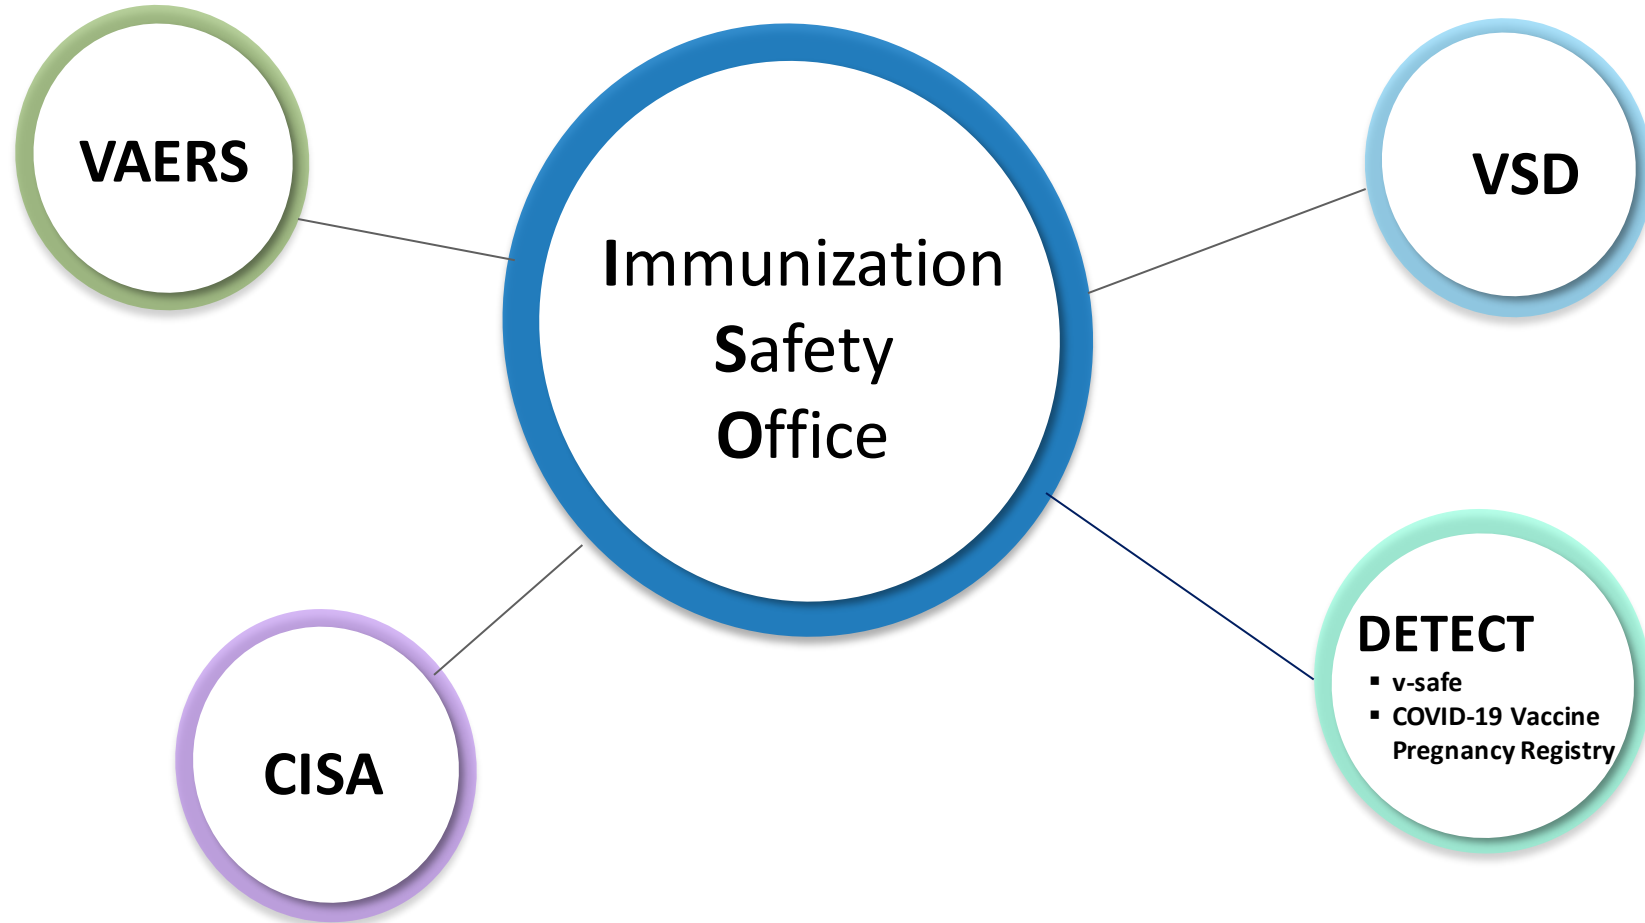 VAERS
Immunization
Safety
Office
VSD
CISA
DETECT
▪ v-safe
▪ COVID-19 Vaccine
Pregnancy Registry